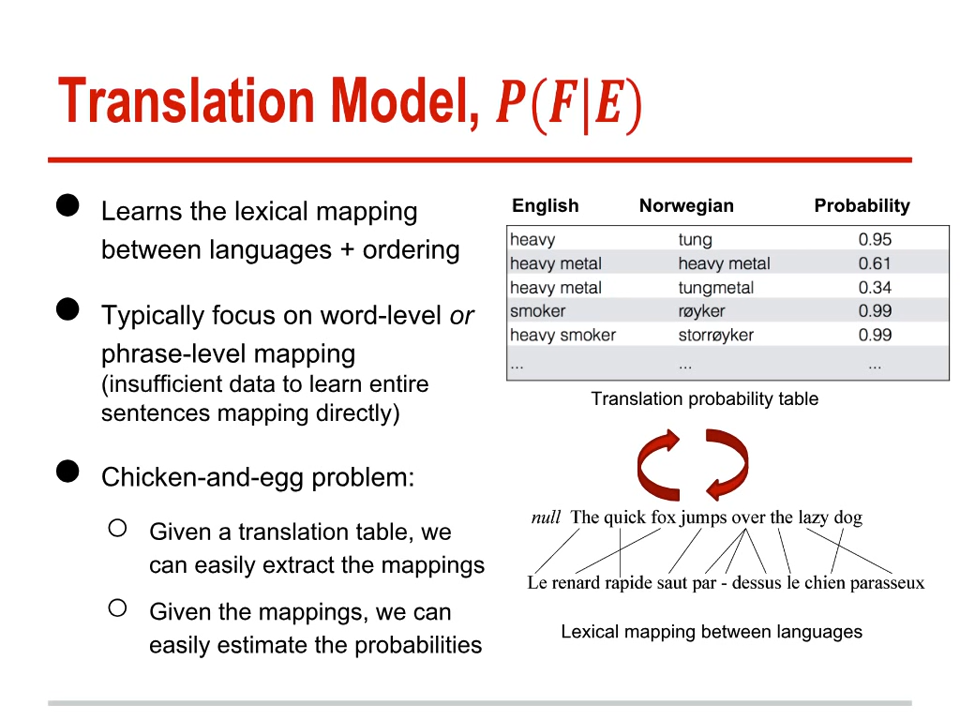 Translation Model, P(F|E)
● Learns the lexical mapping
between languages + ordering
● Typically focus on word-level or
phrase-level mapping
(insufficient data to learn entire
sentences mapping directly)
● Chicken-and-egg problem:
○ Given a translation table, we
can easily extract the mappings
○ Given the mappings, we can
easily estimate the probabilities
English Norwegian Probability
heavy tung 0.95
heavy metal heavy metal 0.61
heavy metal tungmetal 0.34
smoker røyker 0.99
heavy smoker storrøyker 0.99
... ... ...
Translation probability table
null The quick fox jumps over the lazy dog
Le renard rapide saut par - dessus le chien parasseux
Lexical mapping between languages